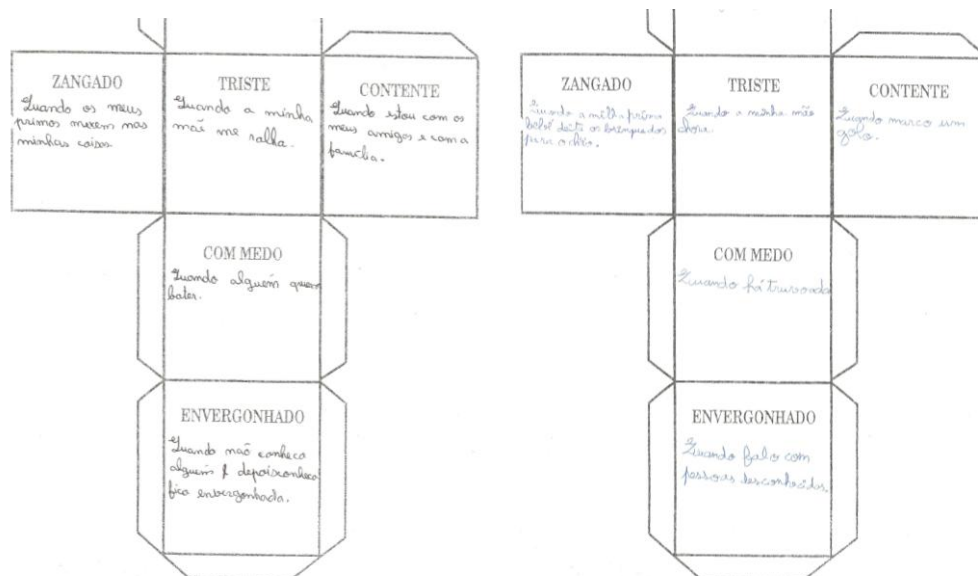 ZANGADO
Quando os meus
primos mexem nas
minhas coisas.
TRISTE
Quando a minha
mãe me ralha.
CONTENTE
Quando estou com os
meus amigos e com a
família.
COM MEDO
Quando alguém quer
bater.
ENVERGONHADO
Quando não conheço
alguém e depois conheço
fico envergonhada.
ZANGADO
Quando a minha prima
bebé deita os brinquedos
para o chão.
TRISTE
Quando a minha mãe
chora.
CONTENTE
Quando marco um
golo.
COM MEDO
Quando há truvoada
ENVERGONHADO
Quando falo com
pessoas desconhecidas.